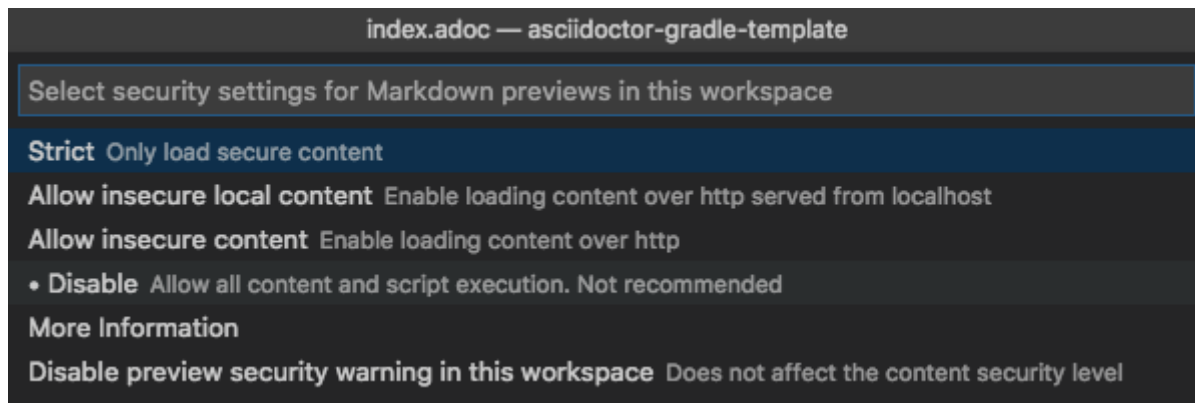 index.adoc — asciidoctor-gradle-template
Select security settings for Markdown previews in this workspace
Strict Only load secure content
Allow insecure local content Enable loading content over http served from localhost
Allow insecure content Enable loading content over http
• Disable Allow all content and script execution. Not recommended
More Information
Disable preview security warning in this workspace Does not affect the content security level